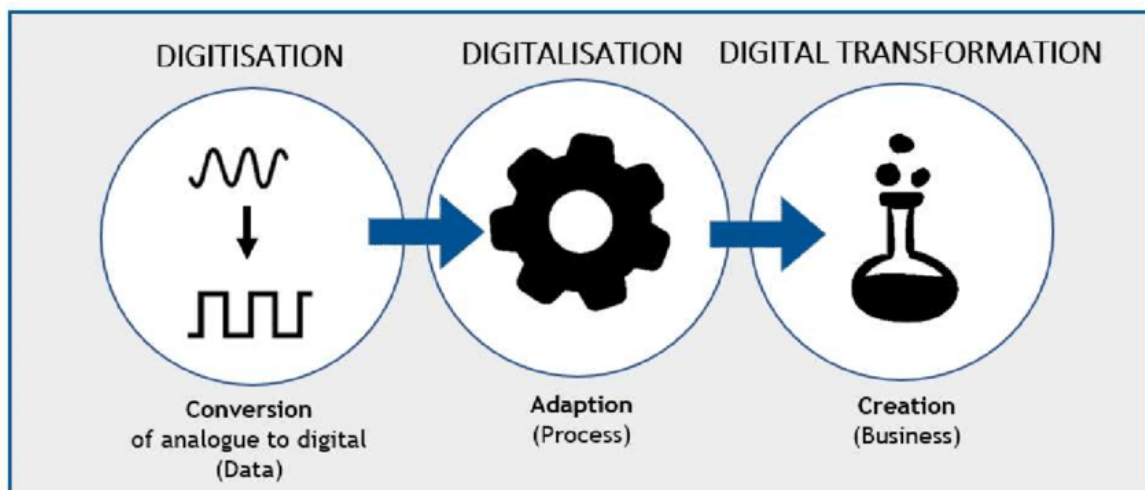 DIGITISATION
DIGITALISATION
DIGITAL TRANSFORMATION
Conversion
of analogue to digital
(Data)
Adaption
(Process)
Creation
(Business)